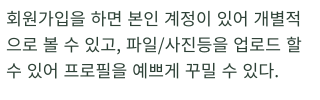 회원가입을 하면 본인 계정이 있어 개별적
으로 볼 수 있고, 파일/사진등을 업로드 할
수 있어 프로필을 예쁘게 꾸밀 수 있다.